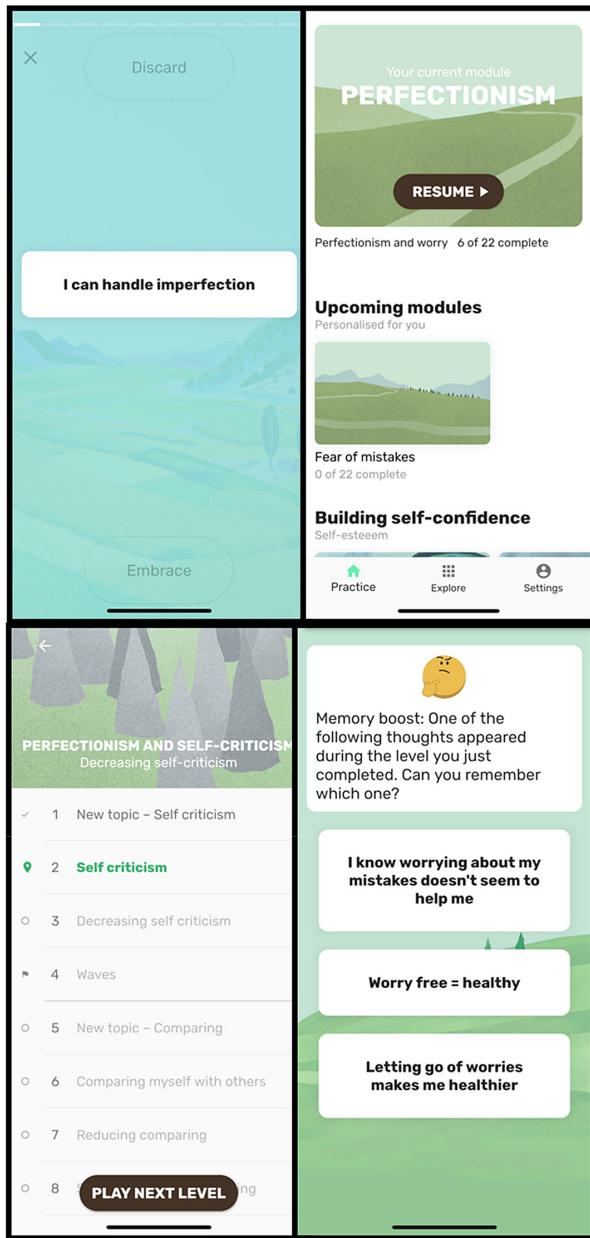 Discard
I can handle imperfection
Embrace
Your current module
PERFECTIONISM
RESUME
Perfectionism and worry 6 of 22 complete
Upcoming modules
Personalised for you
Fear of mistakes
0 of 22 complete
Building self-confidence
Self-esteeem
Practice
Explore
Settings
PERFECTIONISM AND SELF-CRITICISM
Decreasing self-criticism
1 New topic – Self criticism
2 Self criticism
3 Decreasing self criticism
4 Waves
5 New topic – Comparing
6 Comparing myself with others
7 Reducing comparing
8 ing
PLAY NEXT LEVEL
Memory boost: One of the
following thoughts appeared
during the level you just
completed. Can you remember
which one?
I know worrying about my
mistakes doesn't seem to
help me
Worry free = healthy
Letting go of worries
makes me healthier